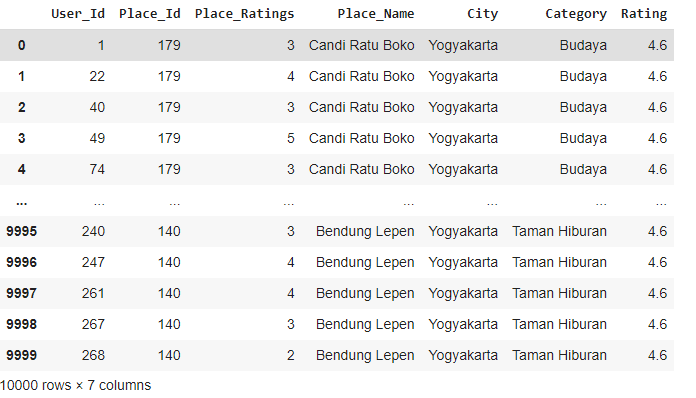 User_Id Place_Id Place_Ratings Place_Name City Category Rating
0 1 179 3 Candi Ratu Boko Yogyakarta Budaya 4.6
1 22 179 4 Candi Ratu Boko Yogyakarta Budaya 4.6
2 40 179 3 Candi Ratu Boko Yogyakarta Budaya 4.6
3 49 179 5 Candi Ratu Boko Yogyakarta Budaya 4.6
4 74 179 3 Candi Ratu Boko Yogyakarta Budaya 4.6
... ... ... ... ... ... ... ...
9995 240 140 3 Bendung Lepen Yogyakarta Taman Hiburan 4.6
9996 247 140 4 Bendung Lepen Yogyakarta Taman Hiburan 4.6
9997 261 140 4 Bendung Lepen Yogyakarta Taman Hiburan 4.6
9998 267 140 3 Bendung Lepen Yogyakarta Taman Hiburan 4.6
9999 268 140 2 Bendung Lepen Yogyakarta Taman Hiburan 4.6
10000 rows × 7 columns